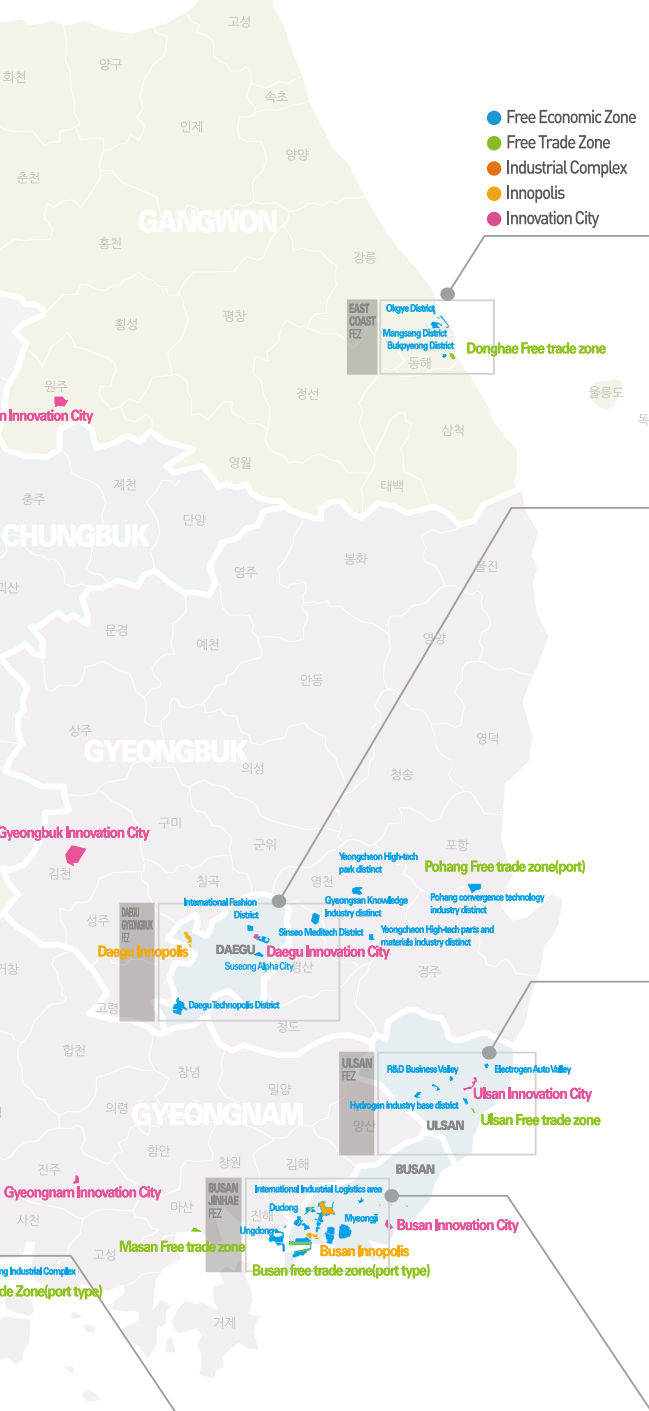 고성
양구
화천
속초
인제
양양
춘천
GANGWON
홍천
강릉
횡성
평창
원주
정선
영월
삼척
태백
동해
울릉도
독
Free Economic Zone
Free Trade Zone
Industrial Complex
Innopolis
Innovation City
EAST
COAST
FEZ
Okgye District
Mangsang District
Bukpyeong District
Donghae Free trade zone
n Innovation City
충주
제천
단양
CHUNGBUK
괴산
영주
봉화
울진
문경
예천
영양
안동
상주
GYEONGBUK
의성
영덕
청송
구미
군위
포항
Gyeongbuk Innovation City
김천
칠곡
영천
Yeongcheon High-tech
park distinct
Pohang Free trade zone(port)
Pohang convergence technology
industry distinct
Gyeongsan Knowledge
Industry distinct
Yeongcheon High-tech parts and
materials industry distinct
International Fashion
District
Sinseo Meditech District
DAEGU
GYEONGBUK
FEZ
성주
Daegu Innopolis
DAEGU
Daegu Innovation City
Suseong Alpha City
경산
경주
거창
고령
Daegu Technopolis District
청도
합천
창녕
밀양
의령
GYEONGNAM
함안
창원
김해
양산
ULSAN
FEZ
R&D Business Valley
Electrogen Auto Valley
Ulsan Innovation City
Hydrogen industry base district
ULSAN
Ulsan Free trade zone
BUSAN
진주
Gyeongnam Innovation City
사천
마산
Masan Free trade zone
고성
BUSAN
JINHAE
FEZ
진해
International Industrial Logistics area
Dudong
Myeongji
Ungdong
Busan Innovation City
Busan Innopolis
Busan free trade zone(port type)
ng Industrial Complex
de Zone(port type)
거제